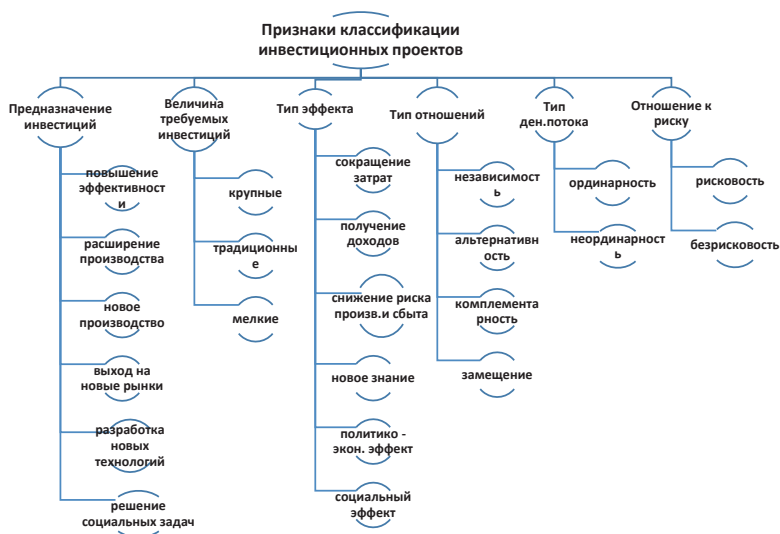 Признаки классификации
инвестиционных проектов
Предназначение
инвестиций
повышение
эффективност
и
расширение
производства
новое
производство
выход на
новые рынки
разработка
новых
технологий
решение
социальных задач
Величина
требуемых
инвестиций
крупные
традиционны
е
мелкие
Тип эффекта
сокращение
затрат
получение
доходов
снижение риска
произв.и сбыта
новое знание
политико -
экон. эффект
социальный
эффект
Тип отношений
независимост
ь
альтернативн
ость
комплемента
рность
замещение
Тип
ден.потока
ординарность
неординарност
ь
Отношение к
риску
рисковость
безрисковость